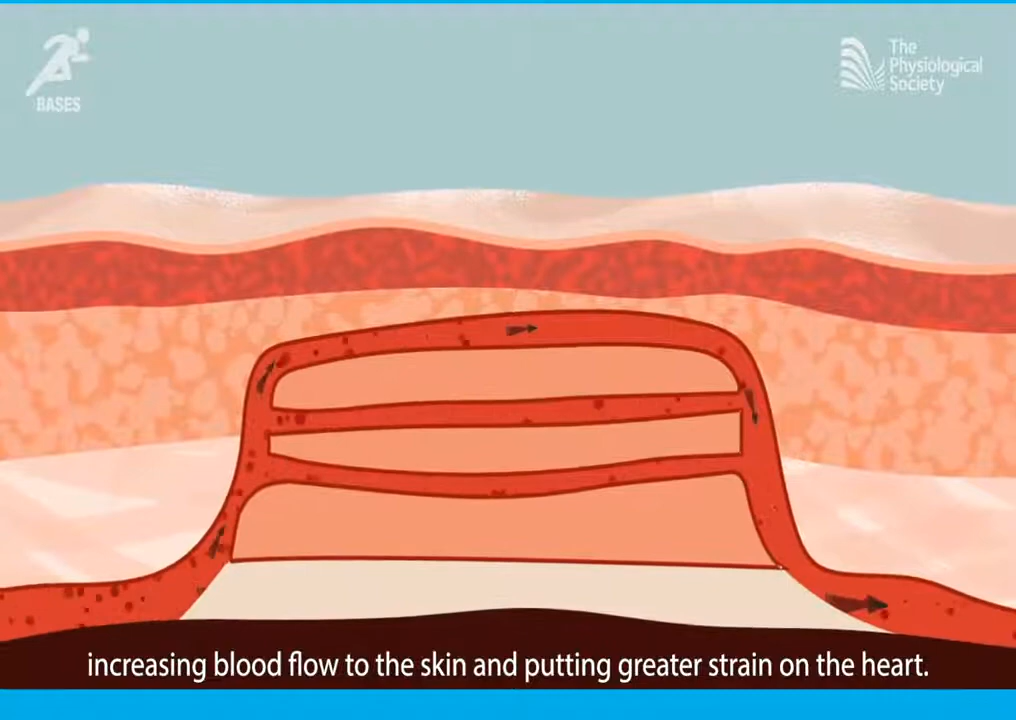 BASES
The
Physiological
Society
increasing blood flow to the skin and putting greater strain on the heart.